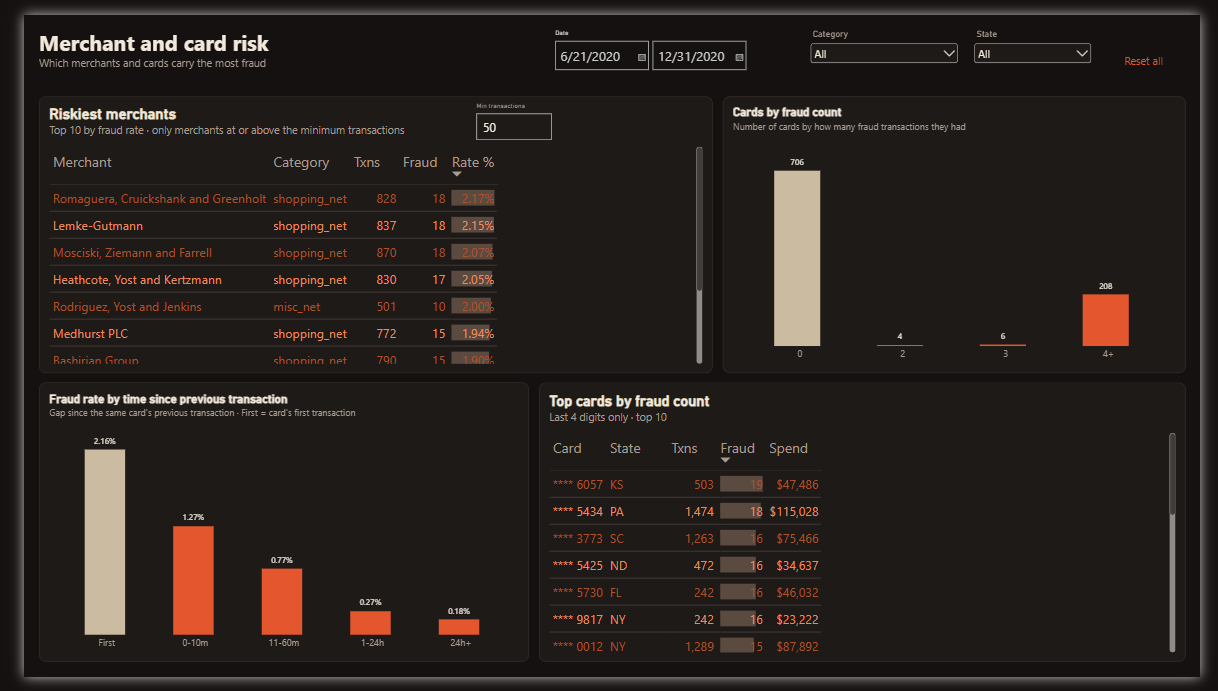 Merchant and card risk
Which merchants and cards carry the most fraud
Date
6/21/2020 12/31/2020
Category
All
State
All
Reset all
Riskiest merchants
Top 10 by fraud rate · only merchants at or above the minimum transactions
Min transactions
50
Merchant Category Txns Fraud Rate %
Romaguera, Cruickshank and Greenholt shopping_net 828 18 2.17%
Lemke-Gutmann shopping_net 837 18 2.15%
Mosciski, Ziemann and Farrell shopping_net 870 18 2.07%
Heathcote, Yost and Kertzmann shopping_net 830 17 2.05%
Rodriguez, Yost and Jenkins misc_net 501 10 2.00%
Medhurst PLC shopping_net 772 15 1.94%
Bashirian Group shopping_net 790 15 1.90%
Cards by fraud count
Number of cards by how many fraud transactions they had
706
4
6
208
0 2 3 4+
Fraud rate by time since previous transaction
Gap since the same card's previous transaction · First = card's first transaction
2.16%
1.27%
0.77%
0.27%
0.18%
First 0-10m 11-60m 1-24h 24h+
Top cards by fraud count
Last 4 digits only · top 10
Card State Txns Fraud Spend
**** 6057 KS 503 19 $47,486
**** 5434 PA 1,474 18 $115,028
**** 3773 SC 1,263 16 $75,466
**** 5425 ND 472 16 $34,637
**** 5730 FL 242 16 $46,032
**** 9817 NY 242 16 $23,222
**** 0012 NY 1,289 15 $87,892